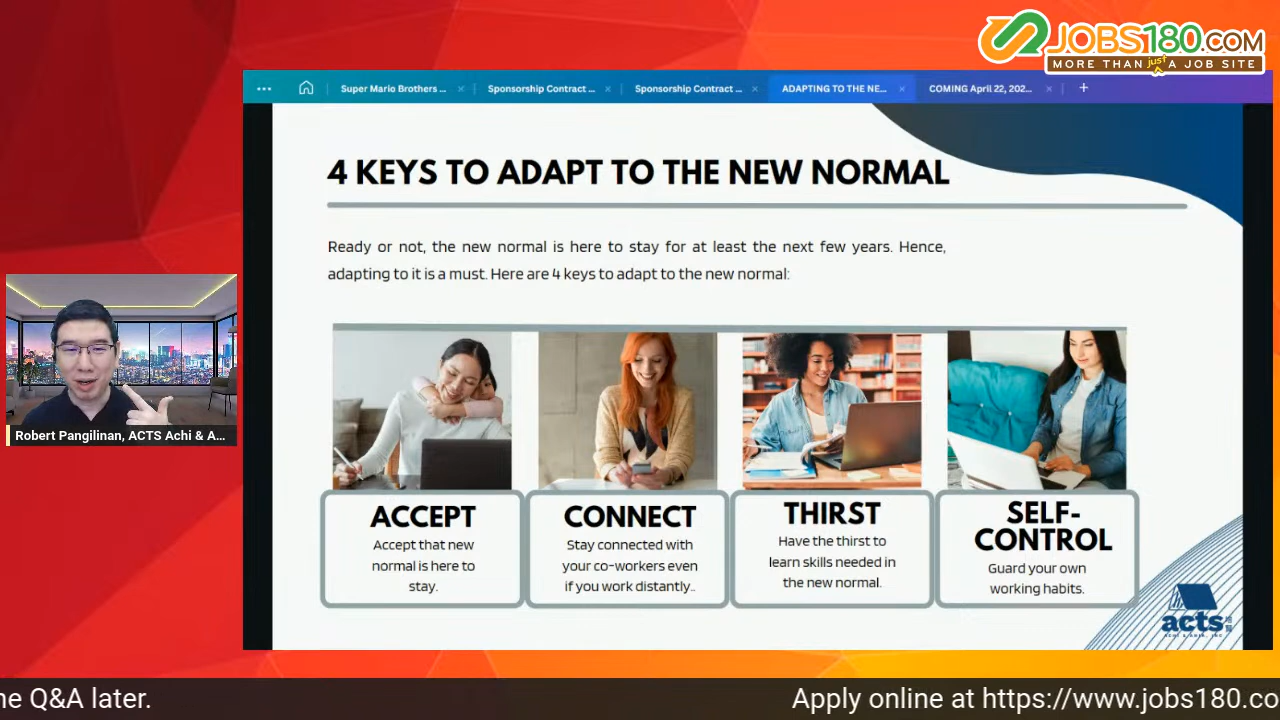 JOBS180.COM
MORE THAN just A JOB SITE
Super Mario Brothers ...
Sponsorship Contract ...
Sponsorship Contract ...
ADAPTING TO THE NE...
COMING April 22, 202...
4 KEYS TO ADAPT TO THE NEW NORMAL
Ready or not, the new normal is here to stay for at least the next few years. Hence,
adapting to it is a must. Here are 4 keys to adapt to the new normal:
Robert Pangilinan, ACTS Achi & A...
ACCEPT
Accept that new
normal is here to
stay.
CONNECT
Stay connected with
your co-workers even
if you work distantly..
THIRST
Have the thirst to
learn skills needed in
the new normal.
SELF-
CONTROL
Guard your own
working habits.
acts
ne Q&A later.
Apply online at https://www.jobs180.co